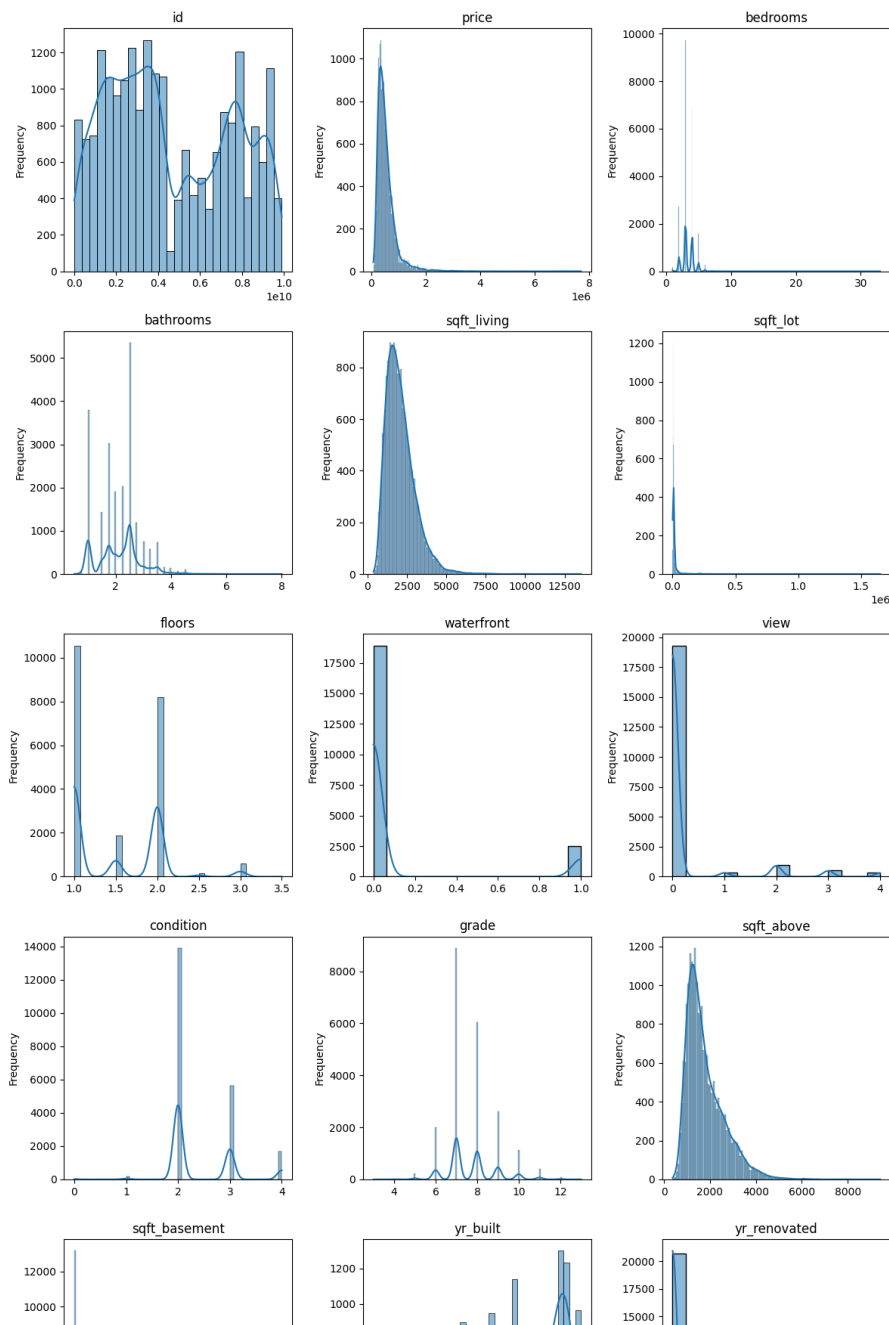 id
price
bedrooms
Frequency
1200
1000
800
600
400
200
0
0.0 0.2 0.4 0.6 0.8 1.0
1e10
Frequency
1000
800
600
400
200
0
0 2 4 6 8
1e6
Frequency
10000
8000
6000
4000
2000
0
0 10 20 30
bathrooms
sqft_living
sqft_lot
Frequency
5000
4000
3000
2000
1000
0
2 4 6 8
Frequency
800
600
400
200
0
0 2500 5000 7500 10000 12500
Frequency
1200
1000
800
600
400
200
0
0.0 0.5 1.0 1.5
1e6
floors
waterfront
view
Frequency
10000
8000
6000
4000
2000
0
1.0 1.5 2.0 2.5 3.0 3.5
Frequency
17500
15000
12500
10000
7500
5000
2500
0
0.0 0.2 0.4 0.6 0.8 1.0
Frequency
20000
17500
15000
12500
10000
7500
5000
2500
0
0 1 2 3 4
condition
grade
sqft_above
Frequency
14000
12000
10000
8000
6000
4000
2000
0
0 1 2 3 4
Frequency
8000
6000
4000
2000
0
4 6 8 10 12
Frequency
1200
1000
800
600
400
200
0
0 2000 4000 6000 8000
sqft_basement
yr_built
yr_renovated
12000
10000
1200
1000
20000
17500
15000